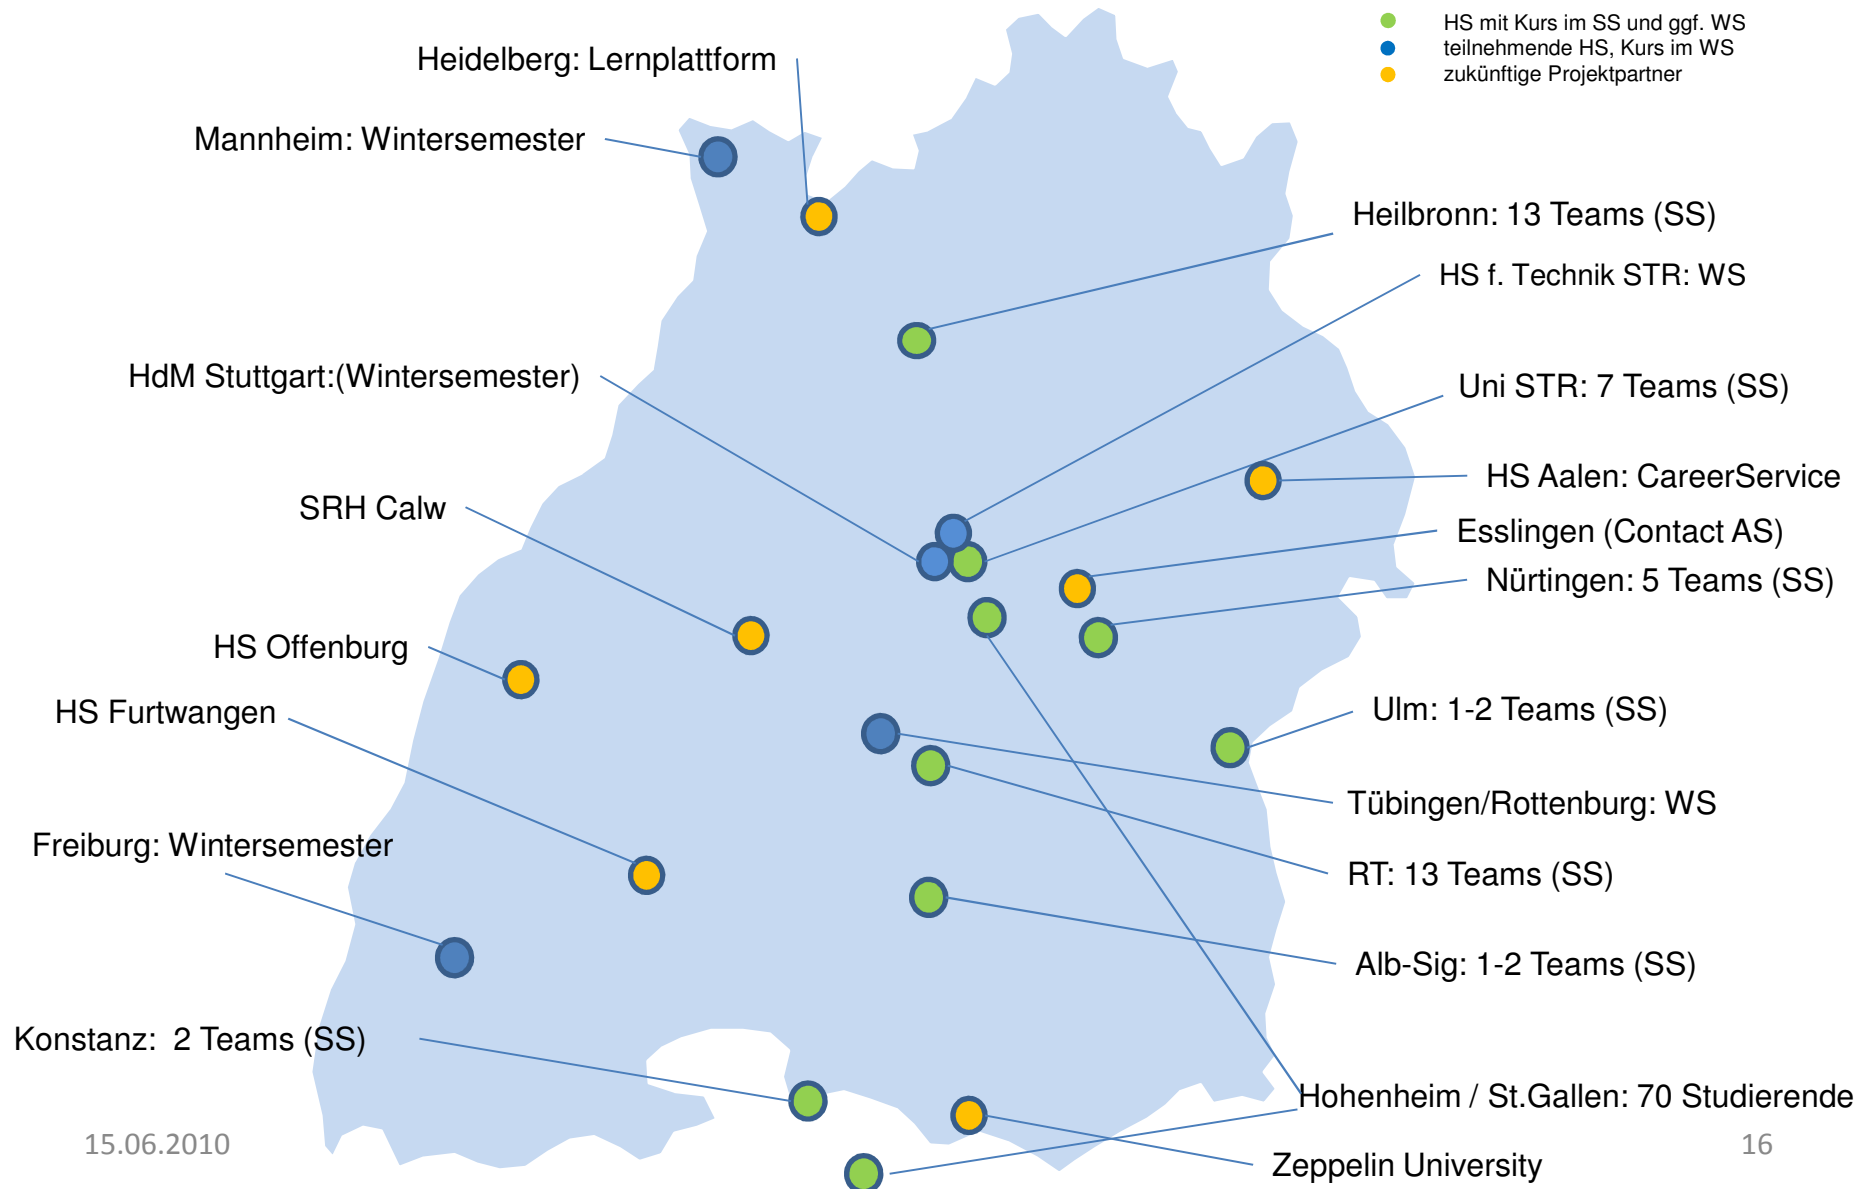 HS mit Kurs im SS und ggf. WS
teilnehmende HS, Kurs im WS
zukünftige Projektpartner
Heidelberg: Lernplattform
Mannheim: Wintersemester
Heilbronn: 13 Teams (SS)
HS f. Technik STR: WS
HdM Stuttgart:(Wintersemester)
Uni STR: 7 Teams (SS)
HS Aalen: CareerService
SRH Calw
Esslingen (Contact AS)
Nürtingen: 5 Teams (SS)
HS Offenburg
HS Furtwangen
Ulm: 1-2 Teams (SS)
Tübingen/Rottenburg: WS
Freiburg: Wintersemester
RT: 13 Teams (SS)
Alb-Sig: 1-2 Teams (SS)
Konstanz: 2 Teams (SS)
Hohenheim / St.Gallen: 70 Studierende
15.06.2010
16
Zeppelin University